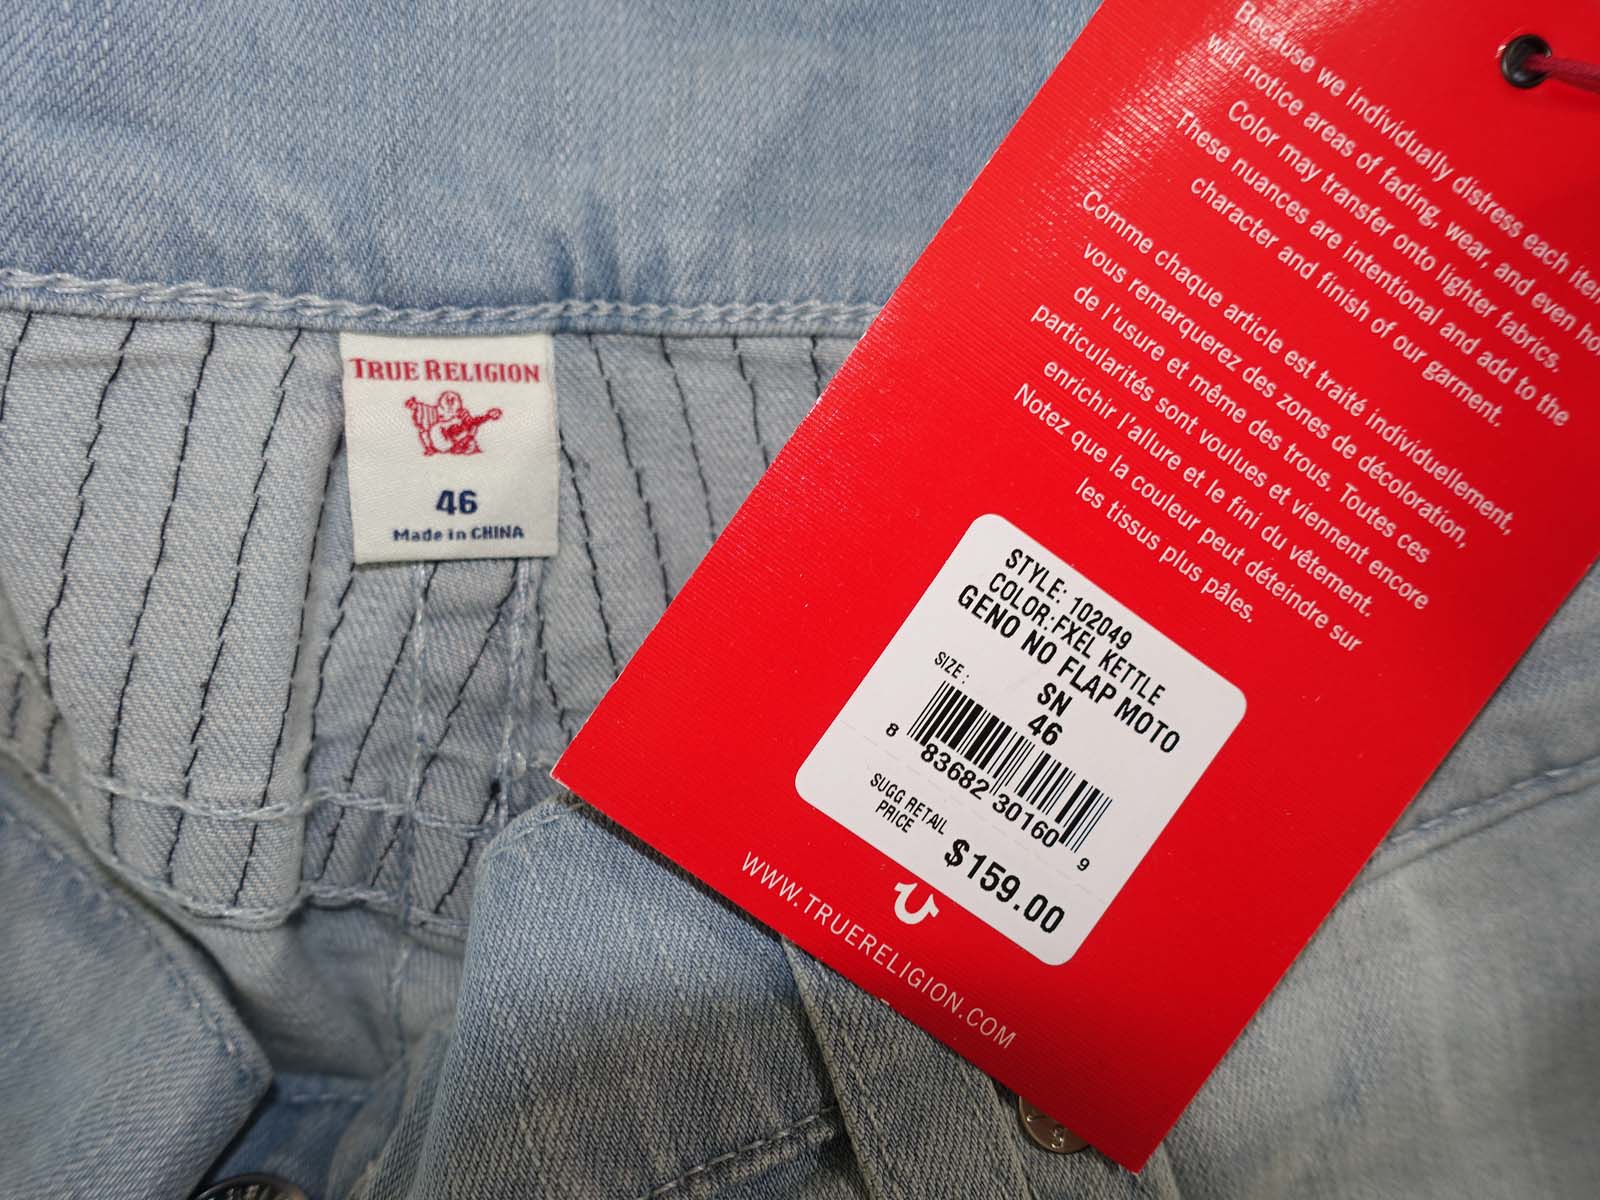 TRUE RELIGION
46
Made in CHINA
Because we individually distress each item
will notice areas of fading, wear, and even
Color may transfer onto lighter fabrics.
These nuances are intentional and add to the
character and finish of our garment.
Comme chaque article est traité individuellement,
vous remarquerez des zones de décoloration,
de l'usure et même des trous. Toutes ces
particularités sont voulues et viennent encore
enrichir l'allure et le fini du vêtement.
Notez que la couleur peut déteindre sur
les tissus plus pâles.
STYLE: 102049
COLOR:FXEL KETTLE
GENO NO FLAP MOTO
SN
SIZE: 46
8 83682 30160 9
SUGG RETAIL
PRICE
$159.00
WWW.TRUERELIGION.COM